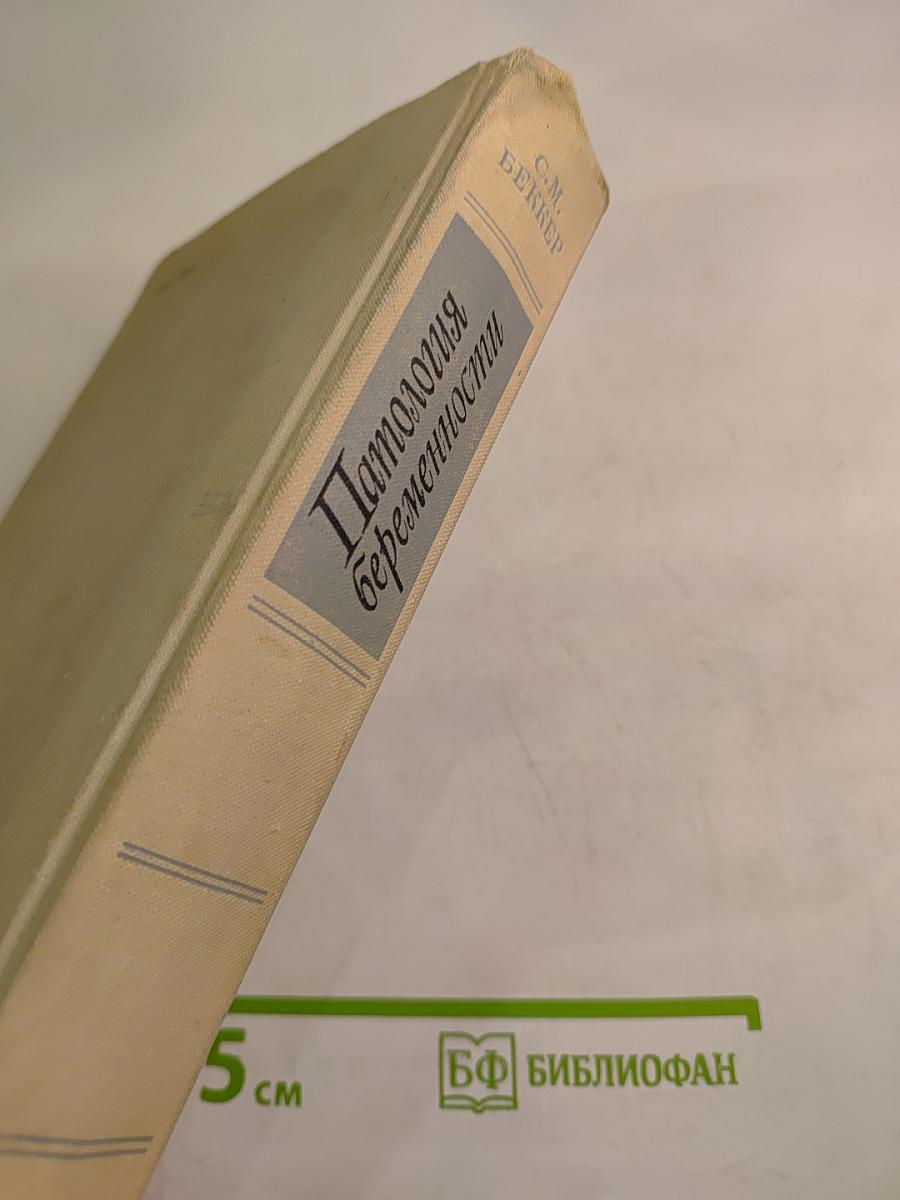 С.М.
БЕККЕР
Патология
беременности
5 см
БФ БИБЛИОФАН